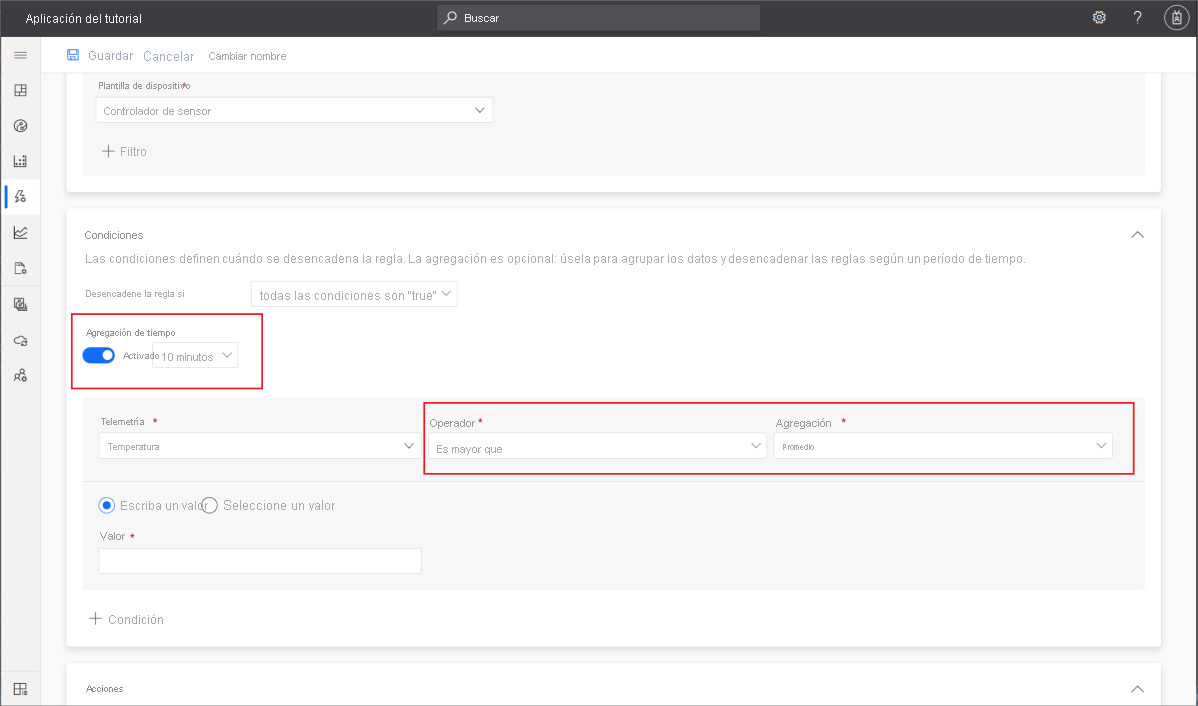 Aplicación del tutorial
Buscar
Guardar Cancelar Cambiar nombre
Plantilla de dispositivo *
Controlador de sensor
Filtro
Condiciones
Las condiciones definen cuándo se desencadena la regla. La agregación es opcional: úsela para agrupar los datos y desencadenar las reglas según un período de tiempo.
Desencadene la regla si todas las condiciones son "true"
Agregación de tiempo
Activado 10 minutos
Telemetría * Operador * Agregación *
Temperatura Es mayor que Promedio
Escriba un valor Seleccione un valor
Valor *
Condición
Acciones